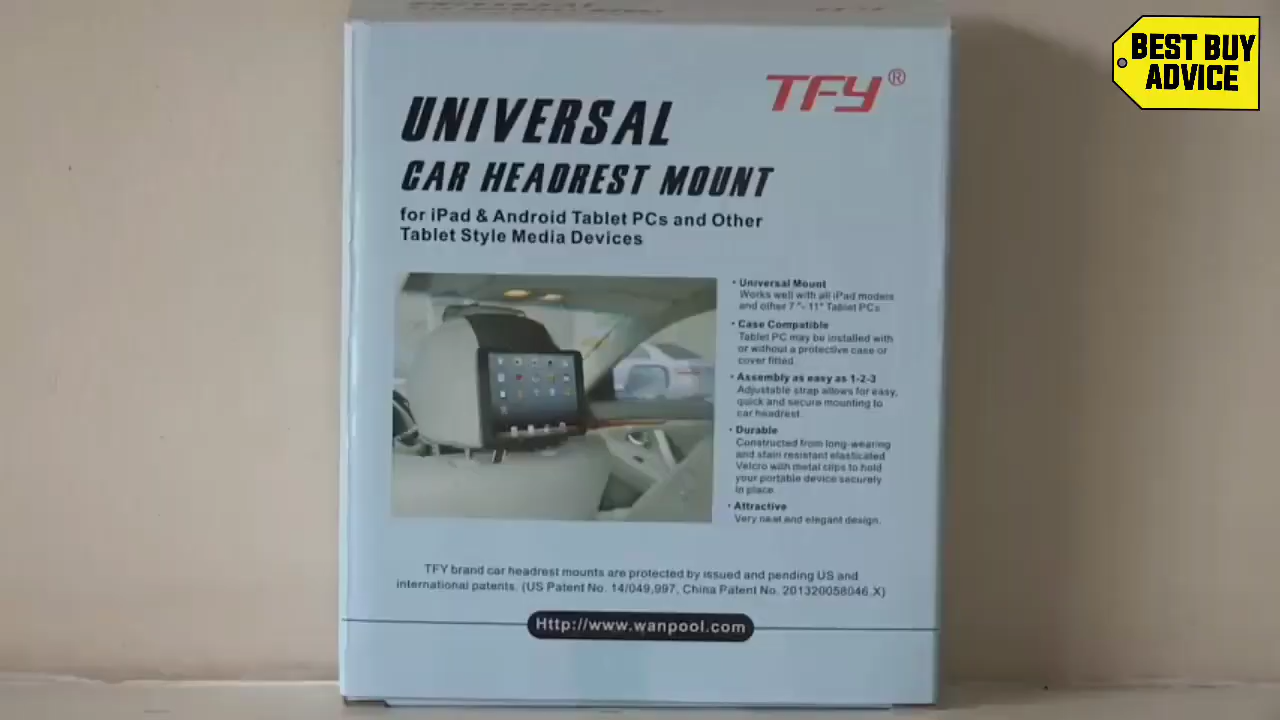 BEST BUY
ADVICE
TFY®
UNIVERSAL
CAR HEADREST MOUNT
for iPad & Android Tablet PCs and Other
Tablet Style Media Devices
• Universal Mount
Works well with all iPad models
and other 7"- 11" Tablet PCs
• Case Compatible
Tablet PC may be installed with
or without a protective case or
cover fitted.
• Assembly as easy as 1-2-3
Adjustable strap allows for easy,
quick and secure mounting to
car headrest.
• Durable
Constructed from long-wearing
and stain resistant elasticated
Velcro with metal clips to hold
your portable device securely
in place.
• Attractive
Very neat and elegant design.
TFY brand car headrest mounts are protected by issued and pending US and
international patents. (US Patent No. 14/049,997, China Patent No. 201320058046.X)
Http://www.wanpool.com